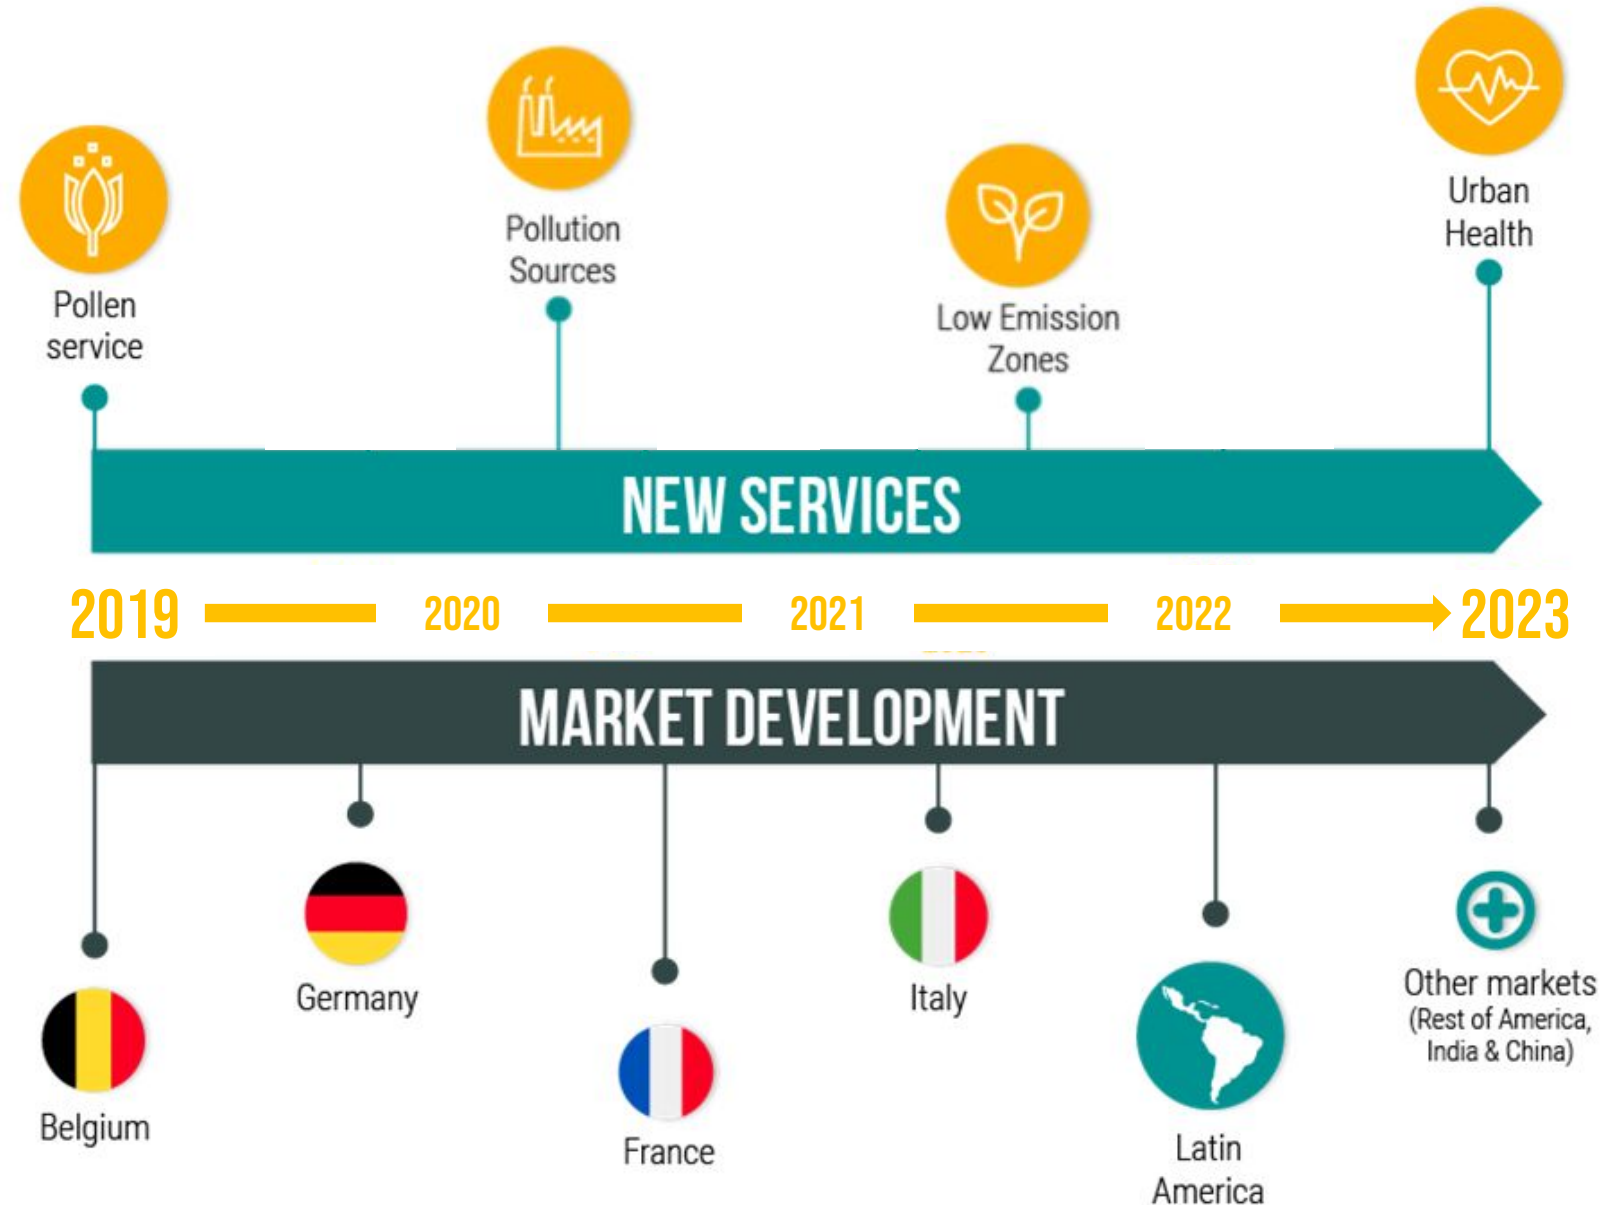 Pollen
service
Pollution
Sources
Low Emission
Zones
Urban
Health
NEW SERVICES
2019
2020
2021
2022
2023
MARKET DEVELOPMENT
Belgium
Germany
France
Italy
Latin
America
Other markets
(Rest of America,
India & China)